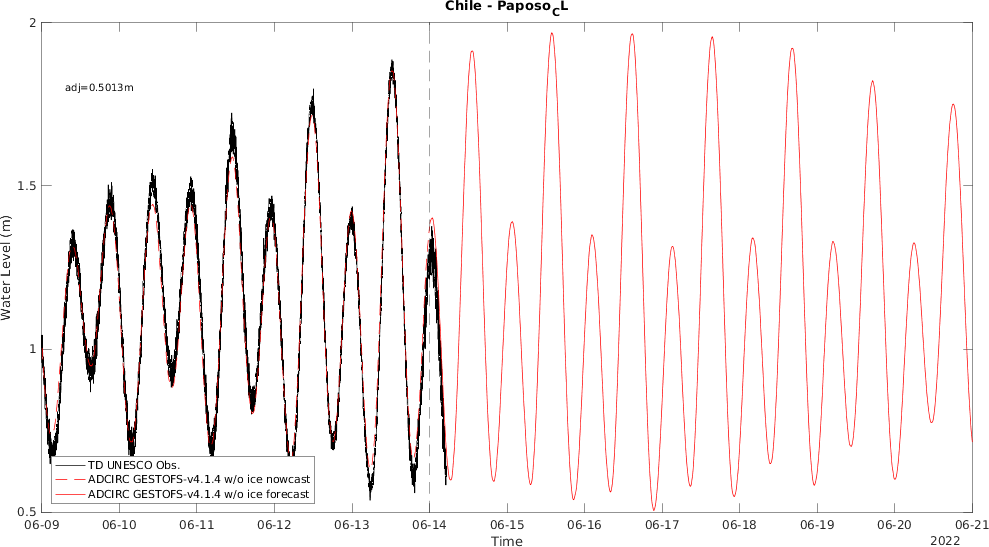 Chile - PaposoCL
adj=0.5013m
2
1.5
1
0.5
Water Level (m)
TD UNESCO Obs.
ADCIRC GESTOFS-v4.1.4 w/o ice nowcast
ADCIRC GESTOFS-v4.1.4 w/o ice forecast
06-09 06-10 06-11 06-12 06-13 06-14 06-15 06-16 06-17 06-18 06-19 06-20 06-21
Time
2022